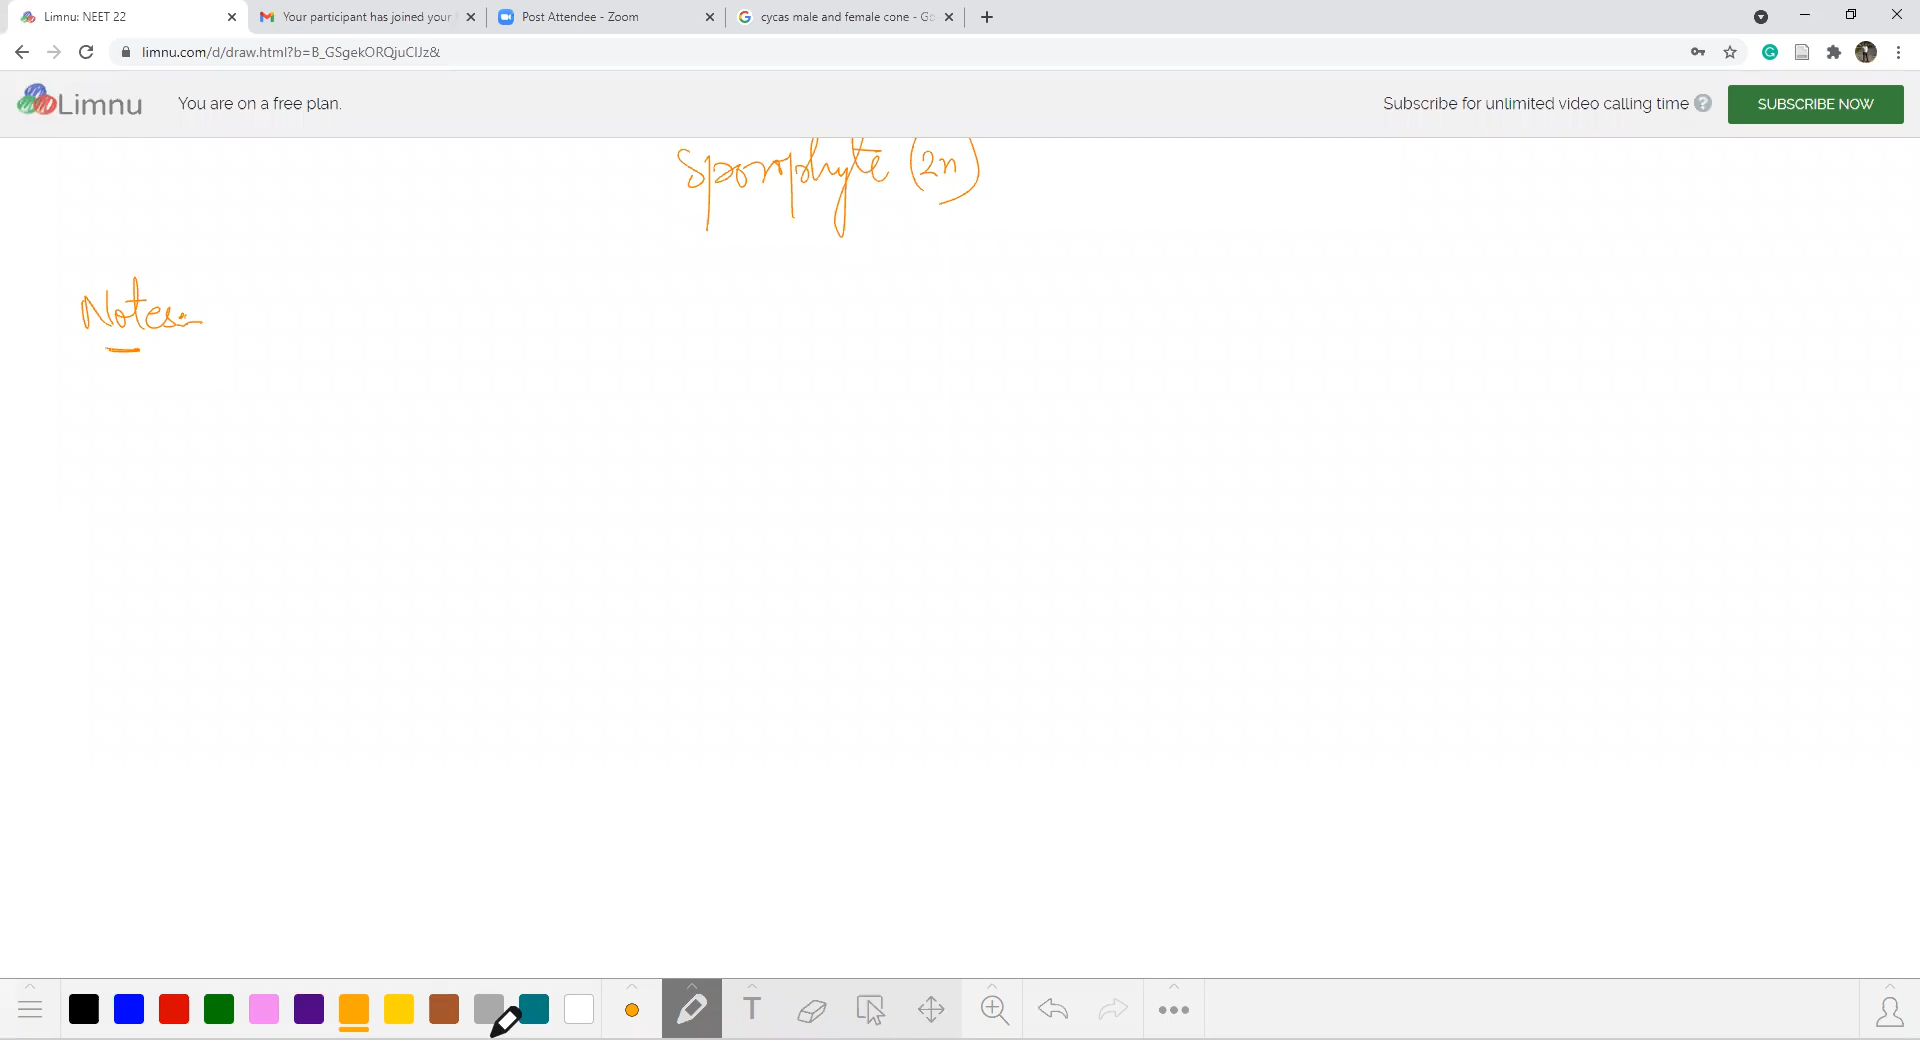 Limnu: NEET 22
Your participant has joined your
Post Attendee - Zoom
cycas male and female cone - Go
limnu.com/d/draw.html?b=B_GSgekORQjuClJz&
Limnu
You are on a free plan.
Subscribe for unlimited video calling time ?
SUBSCRIBE NOW
Sporophyte (2n)
Notes:-
T